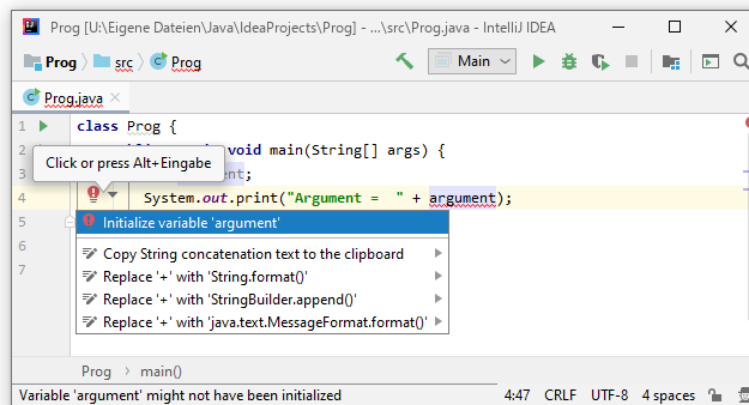 Prog [U:\Eigene Dateien\Java\IdeaProjects\Prog] - ...\src\Prog.java - IntelliJ IDEA
Prog src Prog Main
Prog.java
1 class Prog {
2 void main(String[] args) {
Click or press Alt+Eingabe
3 ;
4 System.out.print("Argument =  " + argument);
5 Initialize variable 'argument'
6 Copy String concatenation text to the clipboard
Replace '+' with 'String.format()'
7 Replace '+' with 'StringBuilder.append()'
Replace '+' with 'java.text.MessageFormat.format()'
Prog > main()
Variable 'argument' might not have been initialized 4:47 CRLF UTF-8 4 spaces